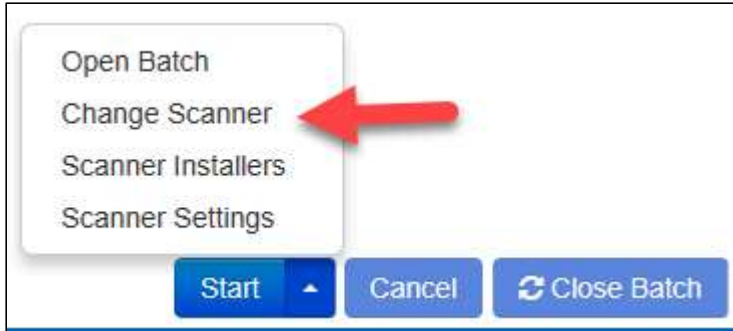 Open Batch
Change Scanner
Scanner Installers
Scanner Settings
Start Cancel Close Batch